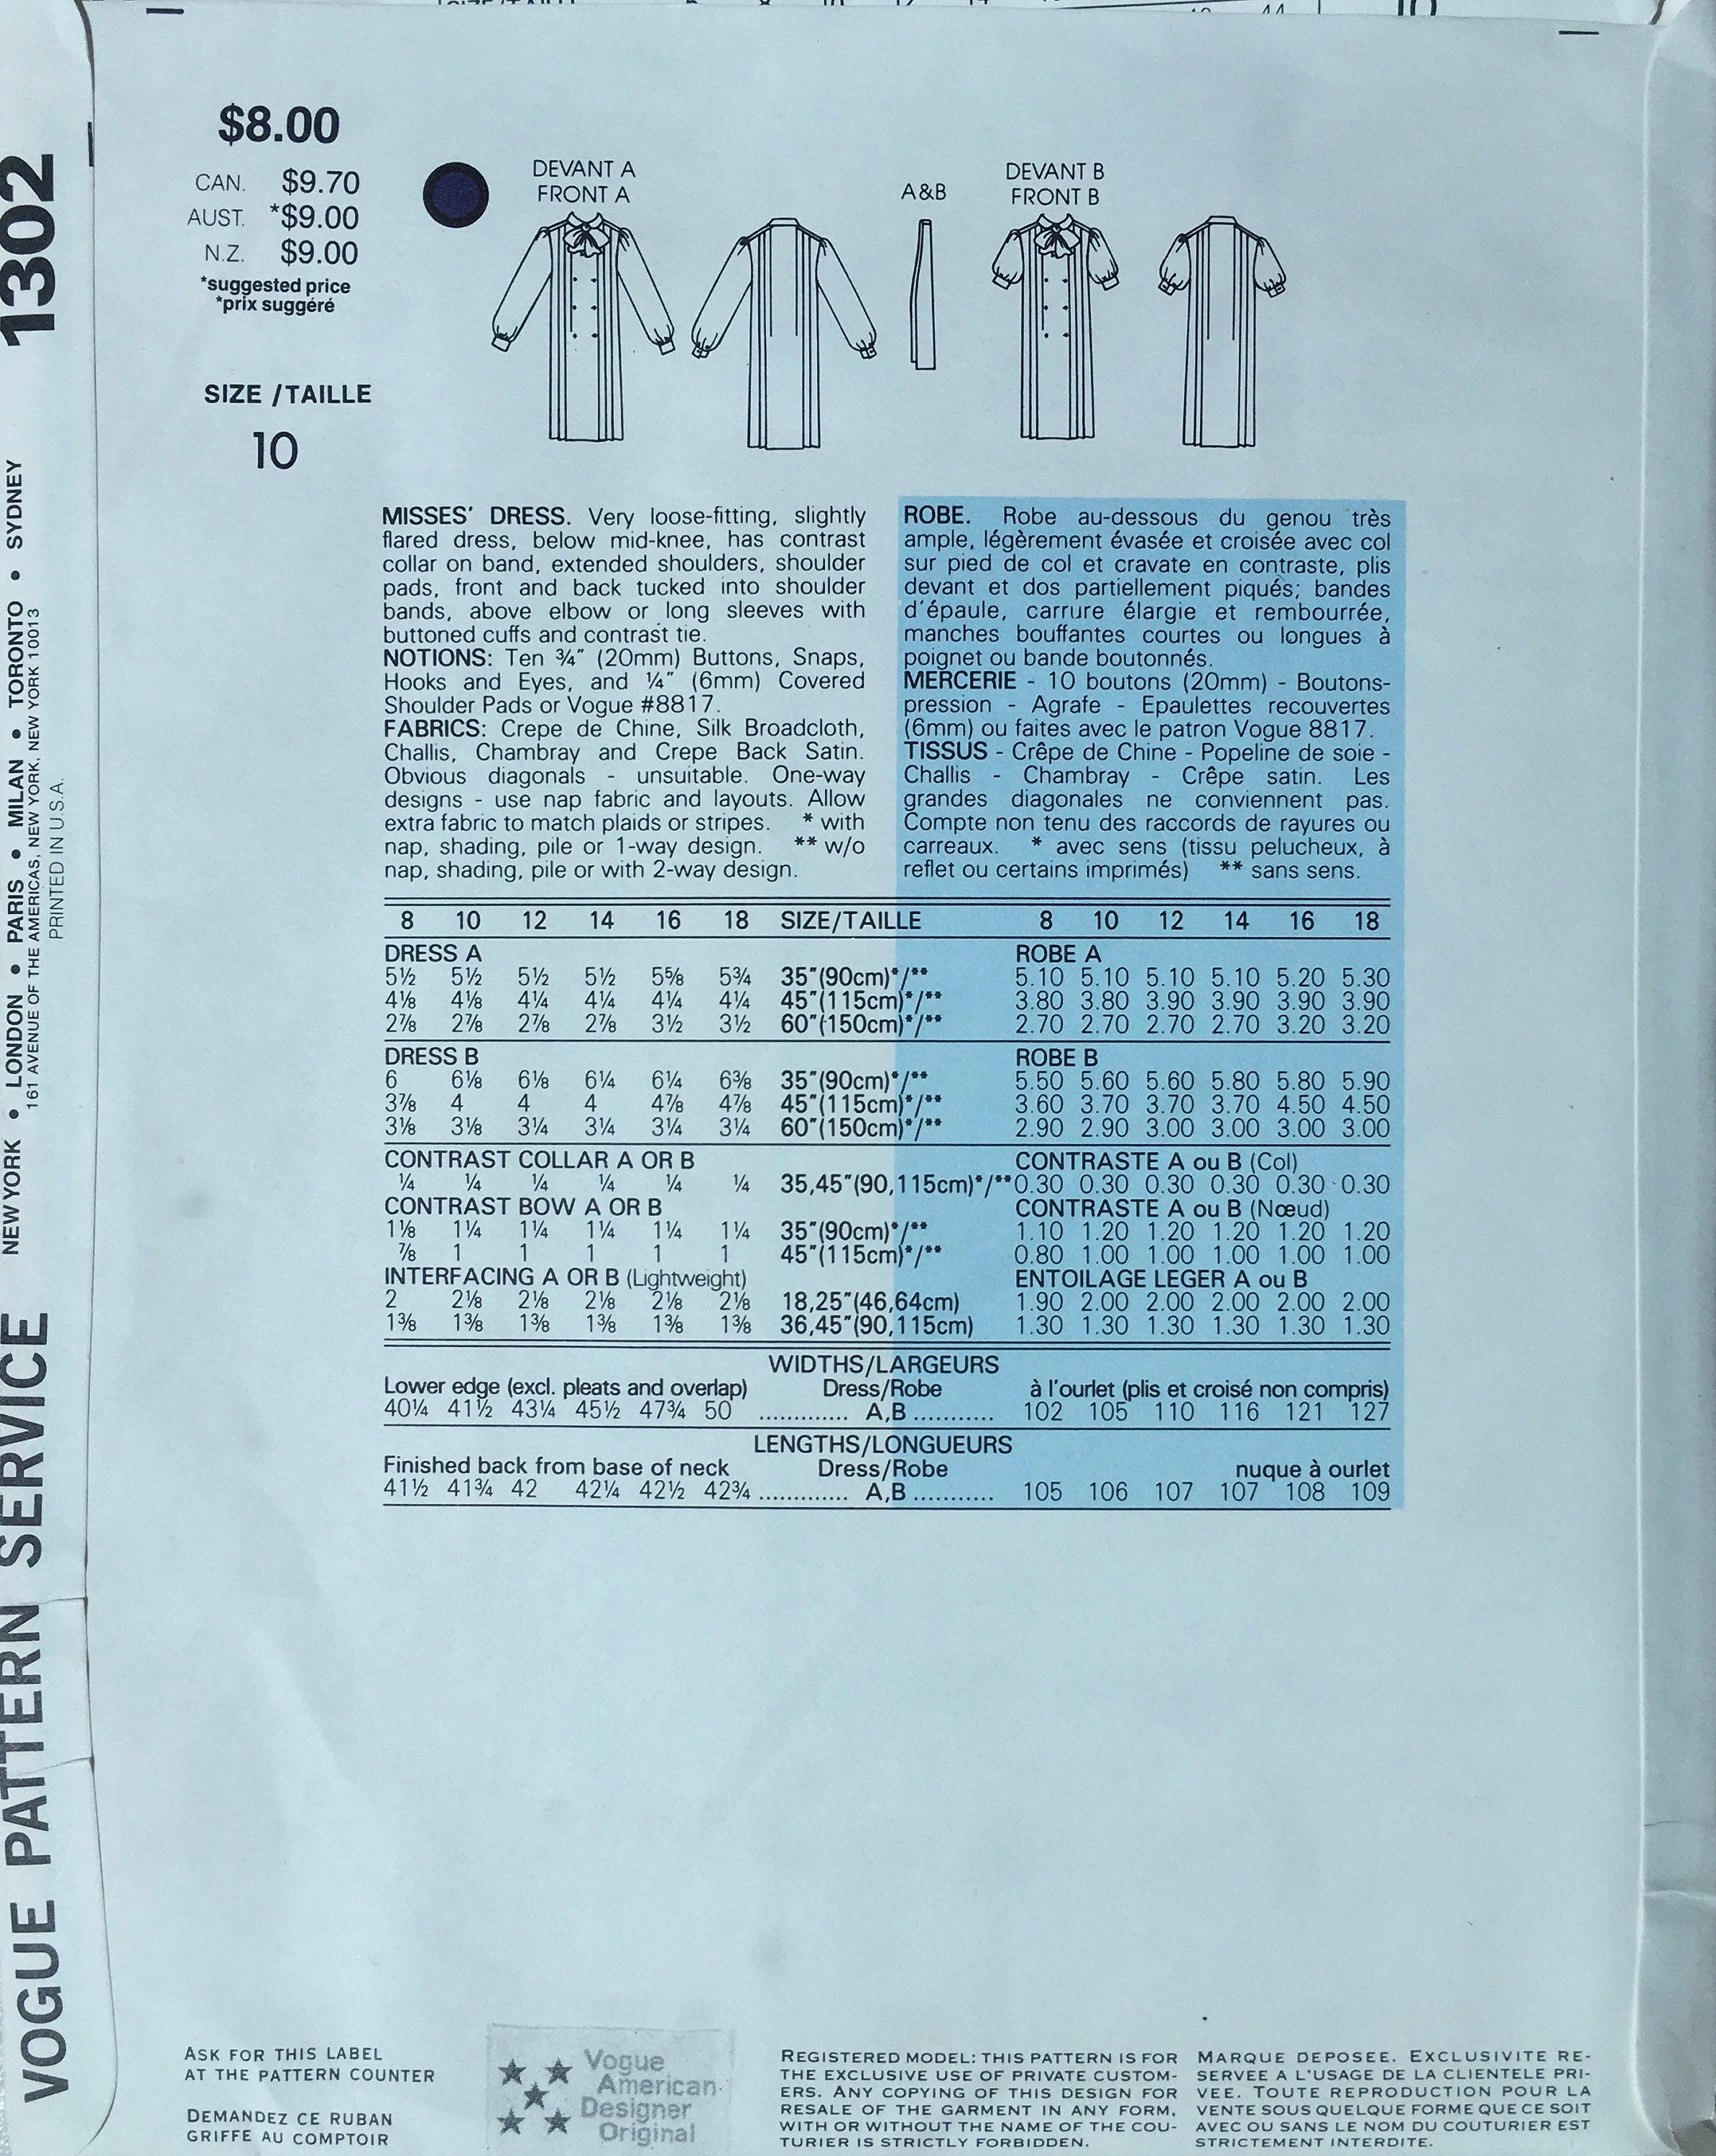 $8.00
CAN. $9.70
AUST. *$9.00
N.Z. $9.00
*suggested price
*prix suggéré
SIZE /TAILLE
10
DEVANT A
FRONT A
A&B
DEVANT B
FRONT B
1302
VOGUE PATTERN SERVICE
NEW YORK • LONDON • PARIS • MILAN • TORONTO • SYDNEY
161 AVENUE OF THE AMERICAS, NEW YORK, NEW YORK 10013
PRINTED IN U.S.A.
MISSES' DRESS. Very loose-fitting, slightly
flared dress, below mid-knee, has contrast
collar on band, extended shoulders, shoulder
pads, front and back tucked into shoulder
bands, above elbow or long sleeves with
buttoned cuffs and contrast tie.
NOTIONS: Ten ¾" (20mm) Buttons, Snaps,
Hooks and Eyes, and ¼" (6mm) Covered
Shoulder Pads or Vogue #8817.
FABRICS: Crepe de Chine, Silk Broadcloth,
Challis, Chambray and Crepe Back Satin.
Obvious diagonals - unsuitable. One-way
designs - use nap fabric and layouts. Allow
extra fabric to match plaids or stripes. * with
nap, shading, pile or 1-way design. ** w/o
nap, shading, pile or with 2-way design.
ROBE. Robe au-dessous du genou très
ample, légèrement évasée et croisée avec col
sur pied de col et cravate en contraste, plis
devant et dos partiellement piqués; bandes
d'épaule, carrure élargie et rembourrée,
manches bouffantes courtes ou longues à
poignet ou bande boutonnés.
MERCERIE - 10 boutons (20mm) - Boutons-
pression - Agrafe - Epaulettes recouvertes
(6mm) ou faites avec le patron Vogue 8817.
TISSUS - Crêpe de Chine - Popeline de soie -
Challis - Chambray - Crêpe satin. Les
grandes diagonales ne conviennent pas.
Compte non tenu des raccords de rayures ou
carreaux. * avec sens (tissu pelucheux, à
reflet ou certains imprimés) ** sans sens.
8 10 12 14 16 18 SIZE/TAILLE 8 10 12 14 16 18
DRESS A ROBE A
5½ 5½ 5½ 5½ 5⅝ 5¾ 35"(90cm)*/** 5.10 5.10 5.10 5.10 5.20 5.30
4⅛ 4⅛ 4¼ 4¼ 4¼ 4¼ 45"(115cm)*/** 3.80 3.80 3.90 3.90 3.90 3.90
2⅞ 2⅞ 2⅞ 2⅞ 3½ 3½ 60"(150cm)*/** 2.70 2.70 2.70 2.70 3.20 3.20
DRESS B ROBE B
6 6⅛ 6⅛ 6¼ 6¼ 6⅜ 35"(90cm)*/** 5.50 5.60 5.60 5.80 5.80 5.90
3⅞ 4 4 4 4⅞ 4⅞ 45"(115cm)*/** 3.60 3.70 3.70 3.70 4.50 4.50
3⅛ 3⅛ 3¼ 3¼ 3¼ 3¼ 60"(150cm)*/** 2.90 2.90 3.00 3.00 3.00 3.00
CONTRAST COLLAR A OR B CONTRASTE A ou B (Col)
¼ ¼ ¼ ¼ ¼ ¼ 35,45"(90,115cm)*/** 0.30 0.30 0.30 0.30 0.30 0.30
CONTRAST BOW A OR B CONTRASTE A ou B (Nœud)
1⅛ 1¼ 1¼ 1¼ 1¼ 1¼ 35"(90cm)*/** 1.10 1.20 1.20 1.20 1.20 1.20
⅞ 1 1 1 1 1 45"(115cm)*/** 0.80 1.00 1.00 1.00 1.00 1.00
INTERFACING A OR B (Lightweight) ENTOILAGE LEGER A ou B
2 2⅛ 2⅛ 2⅛ 2⅛ 2⅛ 18,25"(46,64cm) 1.90 2.00 2.00 2.00 2.00 2.00
1⅜ 1⅜ 1⅜ 1⅜ 1⅜ 1⅜ 36,45"(90,115cm) 1.30 1.30 1.30 1.30 1.30 1.30
WIDTHS/LARGEURS
Lower edge (excl. pleats and overlap) Dress/Robe à l'ourlet (plis et croisé non compris)
40¼ 41½ 43¼ 45½ 47¾ 50 ............. A,B ........... 102 105 110 116 121 127
LENGTHS/LONGUEURS
Finished back from base of neck Dress/Robe nuque à ourlet
41½ 41¾ 42 42¼ 42½ 42¾ ............. A,B ........... 105 106 107 107 108 109
ASK FOR THIS LABEL
AT THE PATTERN COUNTER
DEMANDEZ CE RUBAN
GRIFFE AU COMPTOIR
Vogue
American
Designer
Original
REGISTERED MODEL: THIS PATTERN IS FOR
THE EXCLUSIVE USE OF PRIVATE CUSTOM-
ERS. ANY COPYING OF THIS DESIGN FOR
RESALE OF THE GARMENT IN ANY FORM,
WITH OR WITHOUT THE NAME OF THE COU-
TURIER IS STRICTLY FORBIDDEN.
MARQUE DEPOSEE. EXCLUSIVITE RE-
SERVEE A L'USAGE DE LA CLIENTELE PRI-
VEE. TOUTE REPRODUCTION POUR LA
VENTE SOUS QUELQUE FORME QUE CE SOIT
AVEC OU SANS LE NOM DU COUTURIER EST
STRICTEMENT INTERDITE.